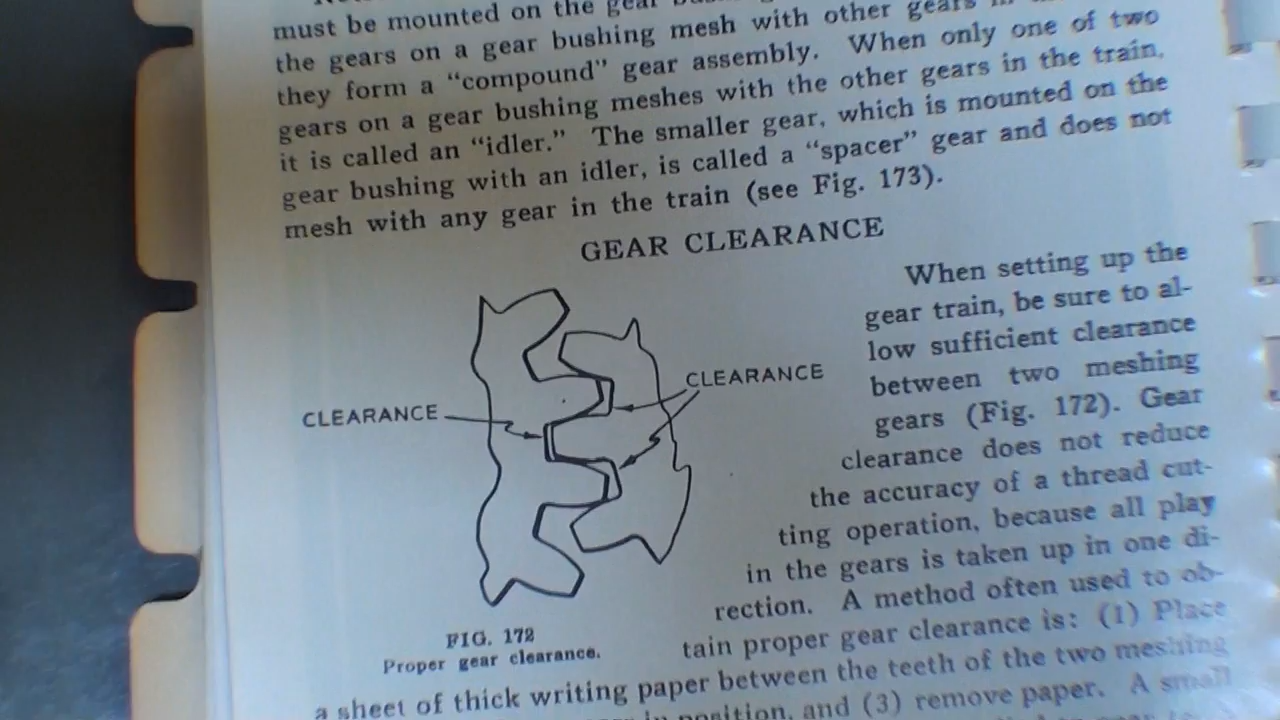 must be mounted on the gear
the gears on a gear bushing mesh with other gears
they form a "compound" gear assembly. When only one of two
gears on a gear bushing meshes with the other gears in the train,
it is called an "idler." The smaller gear, which is mounted on the
gear bushing with an idler, is called a "spacer" gear and does not
mesh with any gear in the train (see Fig. 173).
GEAR CLEARANCE
CLEARANCE
CLEARANCE
FIG. 172
Proper gear clearance.
When setting up the
gear train, be sure to al-
low sufficient clearance
between two meshing
gears (Fig. 172). Gear
clearance does not reduce
the accuracy of a thread cut-
ting operation, because all play
in the gears is taken up in one di-
rection. A method often used to ob-
tain proper gear clearance is: (1) Place
a sheet of thick writing paper between the teeth of the two meshing
in position, and (3) remove paper. A small